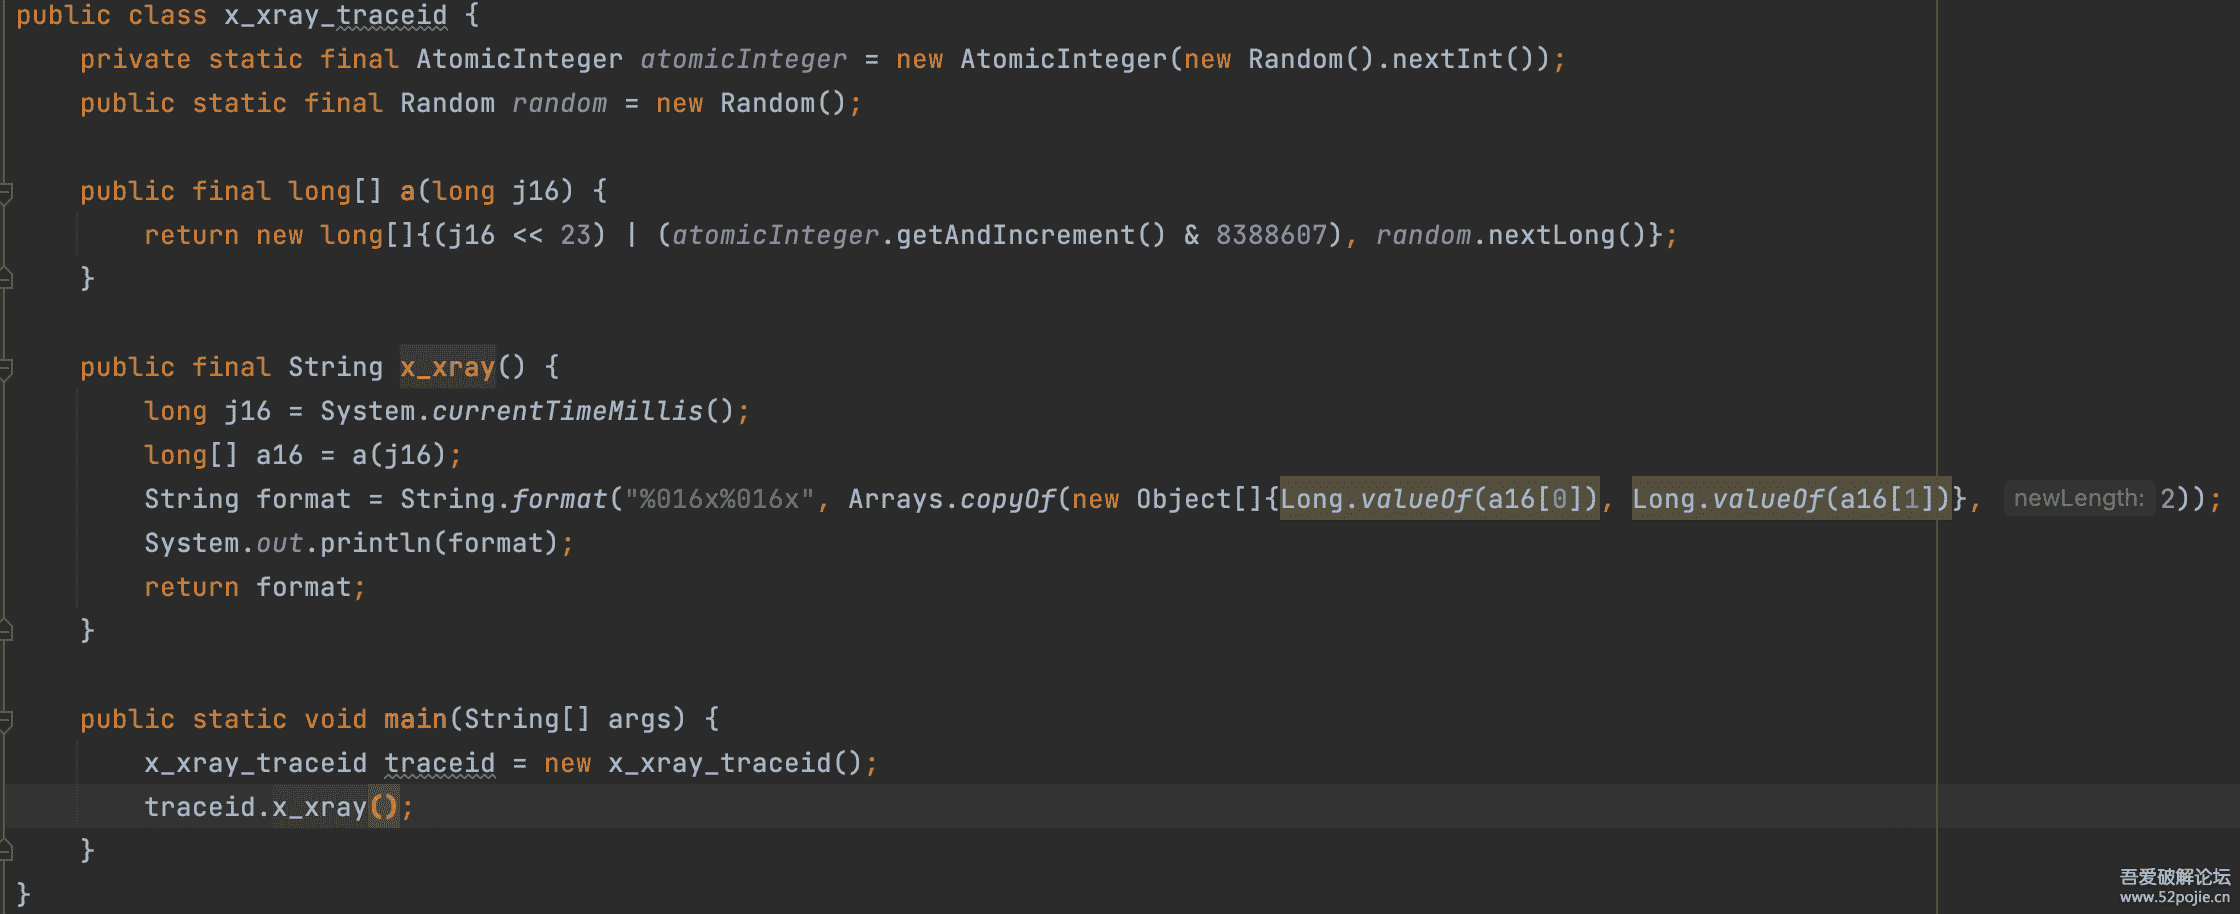 public class x_xray_traceid {
    private static final AtomicInteger atomicInteger = new AtomicInteger(new Random().nextInt());
    public static final Random random = new Random();
    public final long[] a(long j16) {
        return new long[]{(j16 << 23) | (atomicInteger.getAndIncrement() & 8388607), random.nextLong()};
    }
    public final String x_xray() {
        long j16 = System.currentTimeMillis();
        long[] a16 = a(j16);
        String format = String.format("%016x%016x", Arrays.copyOf(new Object[]{Long.valueOf(a16[0]), Long.valueOf(a16[1])}, newLength: 2));
        System.out.println(format);
        return format;
    }
    public static void main(String[] args) {
        x_xray_traceid traceid = new x_xray_traceid();
        traceid.x_xray();
    }
}
吾爱破解论坛
www.52pojie.cn